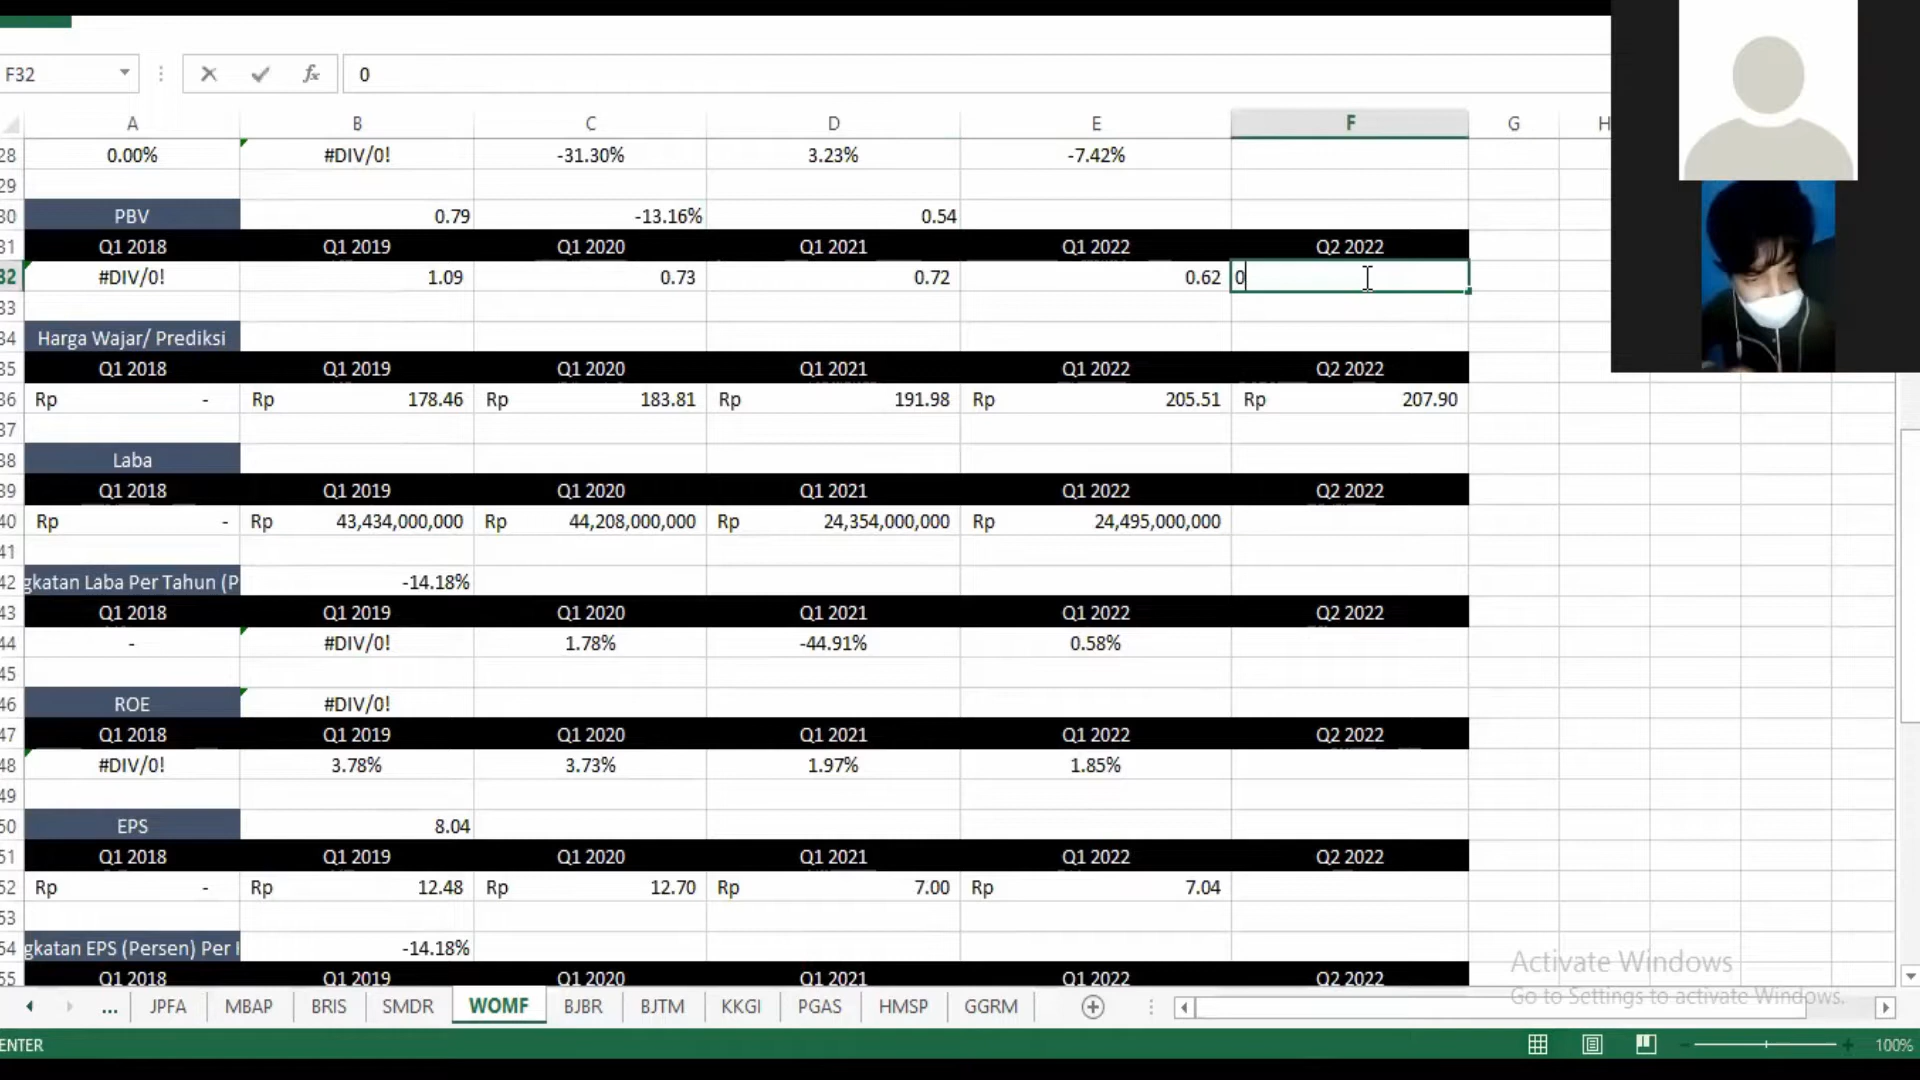 F32 fx 0
A B C D E F G H
28 0.00% #DIV/0! -31.30% 3.23% -7.42%
29
30 PBV 0.79 -13.16% 0.54
31 Q1 2018 Q1 2019 Q1 2020 Q1 2021 Q1 2022 Q2 2022
32 #DIV/0! 1.09 0.73 0.72 0.62 0
33
34 Harga Wajar/ Prediksi
35 Q1 2018 Q1 2019 Q1 2020 Q1 2021 Q1 2022 Q2 2022
36 Rp - Rp 178.46 Rp 183.81 Rp 191.98 Rp 205.51 Rp 207.90
37
38 Laba
39 Q1 2018 Q1 2019 Q1 2020 Q1 2021 Q1 2022 Q2 2022
40 Rp - Rp 43,434,000,000 Rp 44,208,000,000 Rp 24,354,000,000 Rp 24,495,000,000
41
42 gkatan Laba Per Tahun (P -14.18%
43 Q1 2018 Q1 2019 Q1 2020 Q1 2021 Q1 2022 Q2 2022
44 - #DIV/0! 1.78% -44.91% 0.58%
45
46 ROE #DIV/0!
47 Q1 2018 Q1 2019 Q1 2020 Q1 2021 Q1 2022 Q2 2022
48 #DIV/0! 3.78% 3.73% 1.97% 1.85%
49
50 EPS 8.04
51 Q1 2018 Q1 2019 Q1 2020 Q1 2021 Q1 2022 Q2 2022
52 Rp - Rp 12.48 Rp 12.70 Rp 7.00 Rp 7.04
53
54 gkatan EPS (Persen) Per -14.18%
55 Q1 2018 Q1 2019 Q1 2020 Q1 2021 Q1 2022 Q2 2022
Activate Windows
Go to Settings to activate Windows.
... JPFA MBAP BRIS SMDR WOMF BJBR BJTM KKGI PGAS HMSP GGRM
ENTER 100%